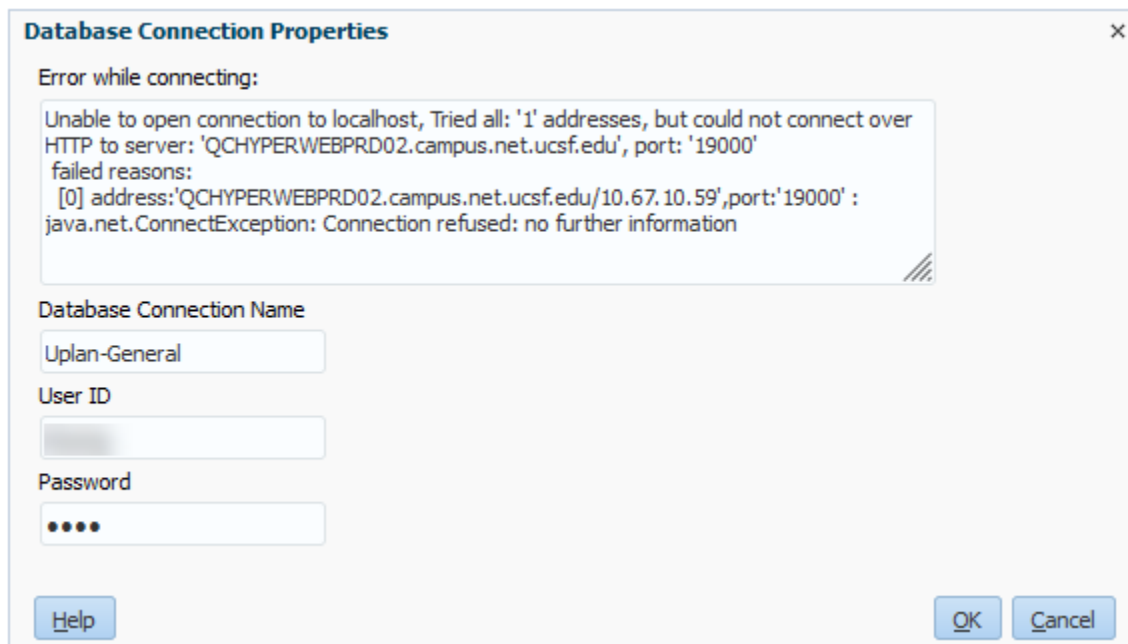 Database Connection Properties
Error while connecting:
Unable to open connection to localhost, Tried all: '1' addresses, but could not connect over
HTTP to server: 'QCHYPERWEBPRD02.campus.net.ucsf.edu', port: '19000'
failed reasons:
[0] address:'QCHYPERWEBPRD02.campus.net.ucsf.edu/10.67.10.59',port:'19000' :
java.net.ConnectException: Connection refused: no further information
Database Connection Name
Uplan-General
User ID
Password
••••
Help
OK
Cancel